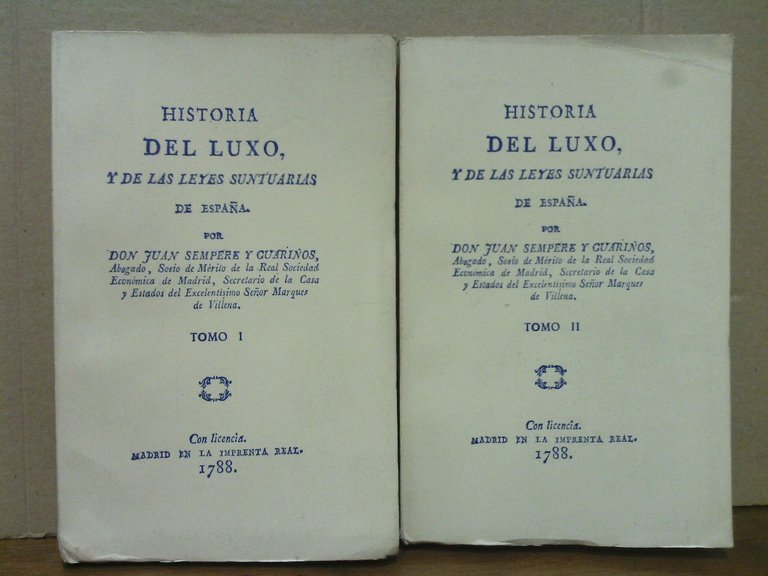 HISTORIA
DEL LUXO,
Y DE LAS LEYES SUNTUARIAS
DE ESPAÑA.
POR
DON JUAN SEMPERE Y GUARIÑOS,
Abogado, Socio de Mérito de la Real Sociedad
Económica de Madrid, Secretario de la Casa
y Estados del Excelentísimo Señor Marques
de Villena.
TOMO I
Con licencia.
MADRID EN LA IMPRENTA REAL.
1788.
HISTORIA
DEL LUXO,
Y DE LAS LEYES SUNTUARIAS
DE ESPAÑA.
POR
DON JUAN SEMPERE Y GUARIÑOS,
Abogado, Socio de Mérito de la Real Sociedad
Económica de Madrid, Secretario de la Casa
y Estados del Excelentísimo Señor Marques
de Villena.
TOMO II
Con licencia.
MADRID EN LA IMPRENTA REAL.
1788.